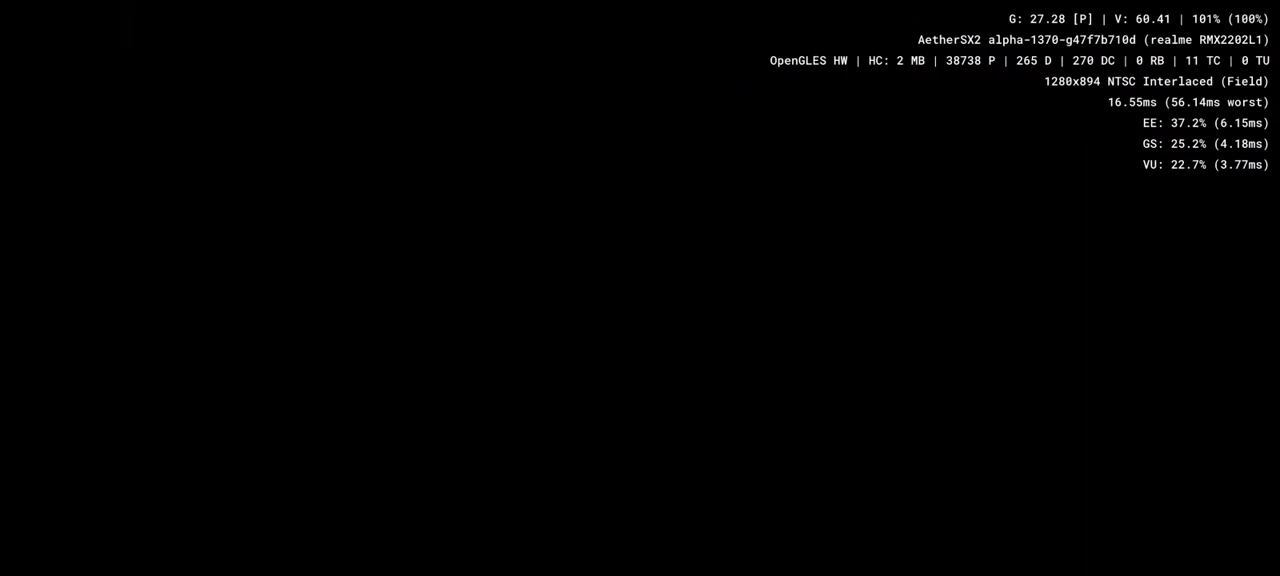 G: 27.28 [P] | V: 60.41 | 101% (100%)
AetherSX2 alpha-1370-g47f7b710d (realme RMX2202L1)
OpenGLES HW | HC: 2 MB | 38738 P | 265 D | 270 DC | 0 RB | 11 TC | 0 TU
1280x894 NTSC Interlaced (Field)
16.55ms (56.14ms worst)
EE: 37.2% (6.15ms)
GS: 25.2% (4.18ms)
VU: 22.7% (3.77ms)